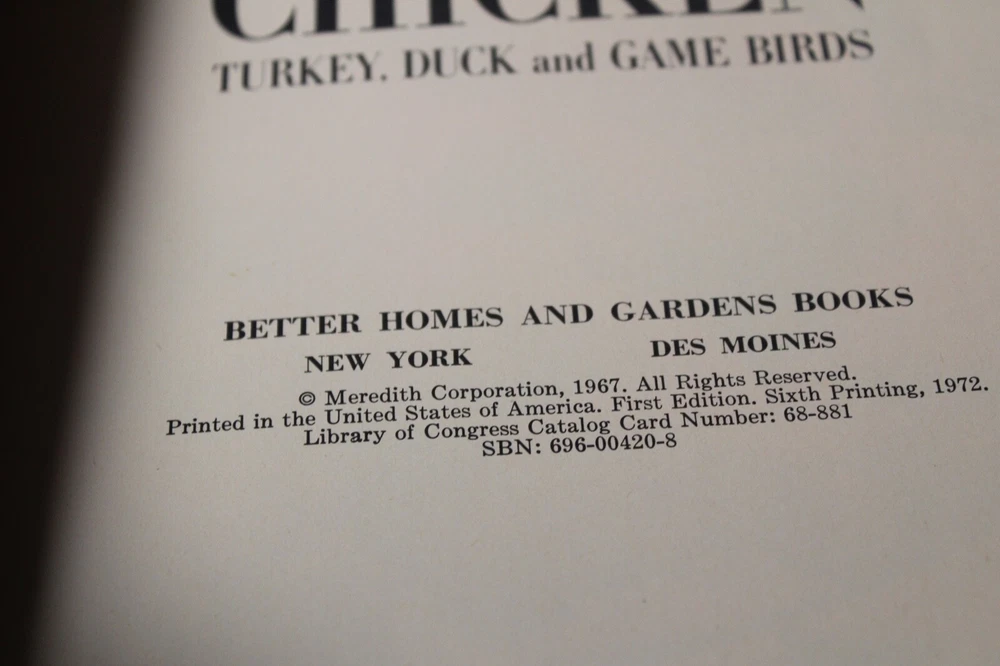 CHICKEN
TURKEY, DUCK and GAME BIRDS
BETTER HOMES AND GARDENS BOOKS
NEW YORK DES MOINES
© Meredith Corporation, 1967. All Rights Reserved.
Printed in the United States of America. First Edition. Sixth Printing, 1972.
Library of Congress Catalog Card Number: 68-881
SBN: 696-00420-8